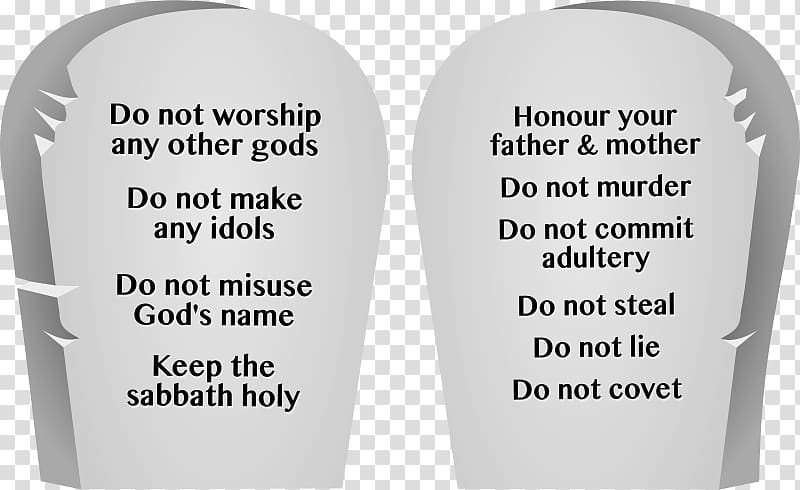 Do not worship
any other gods
Do not make
any idols
Do not misuse
God's name
Keep the
sabbath holy
Honour your
father & mother
Do not murder
Do not commit
adultery
Do not steal
Do not lie
Do not covet